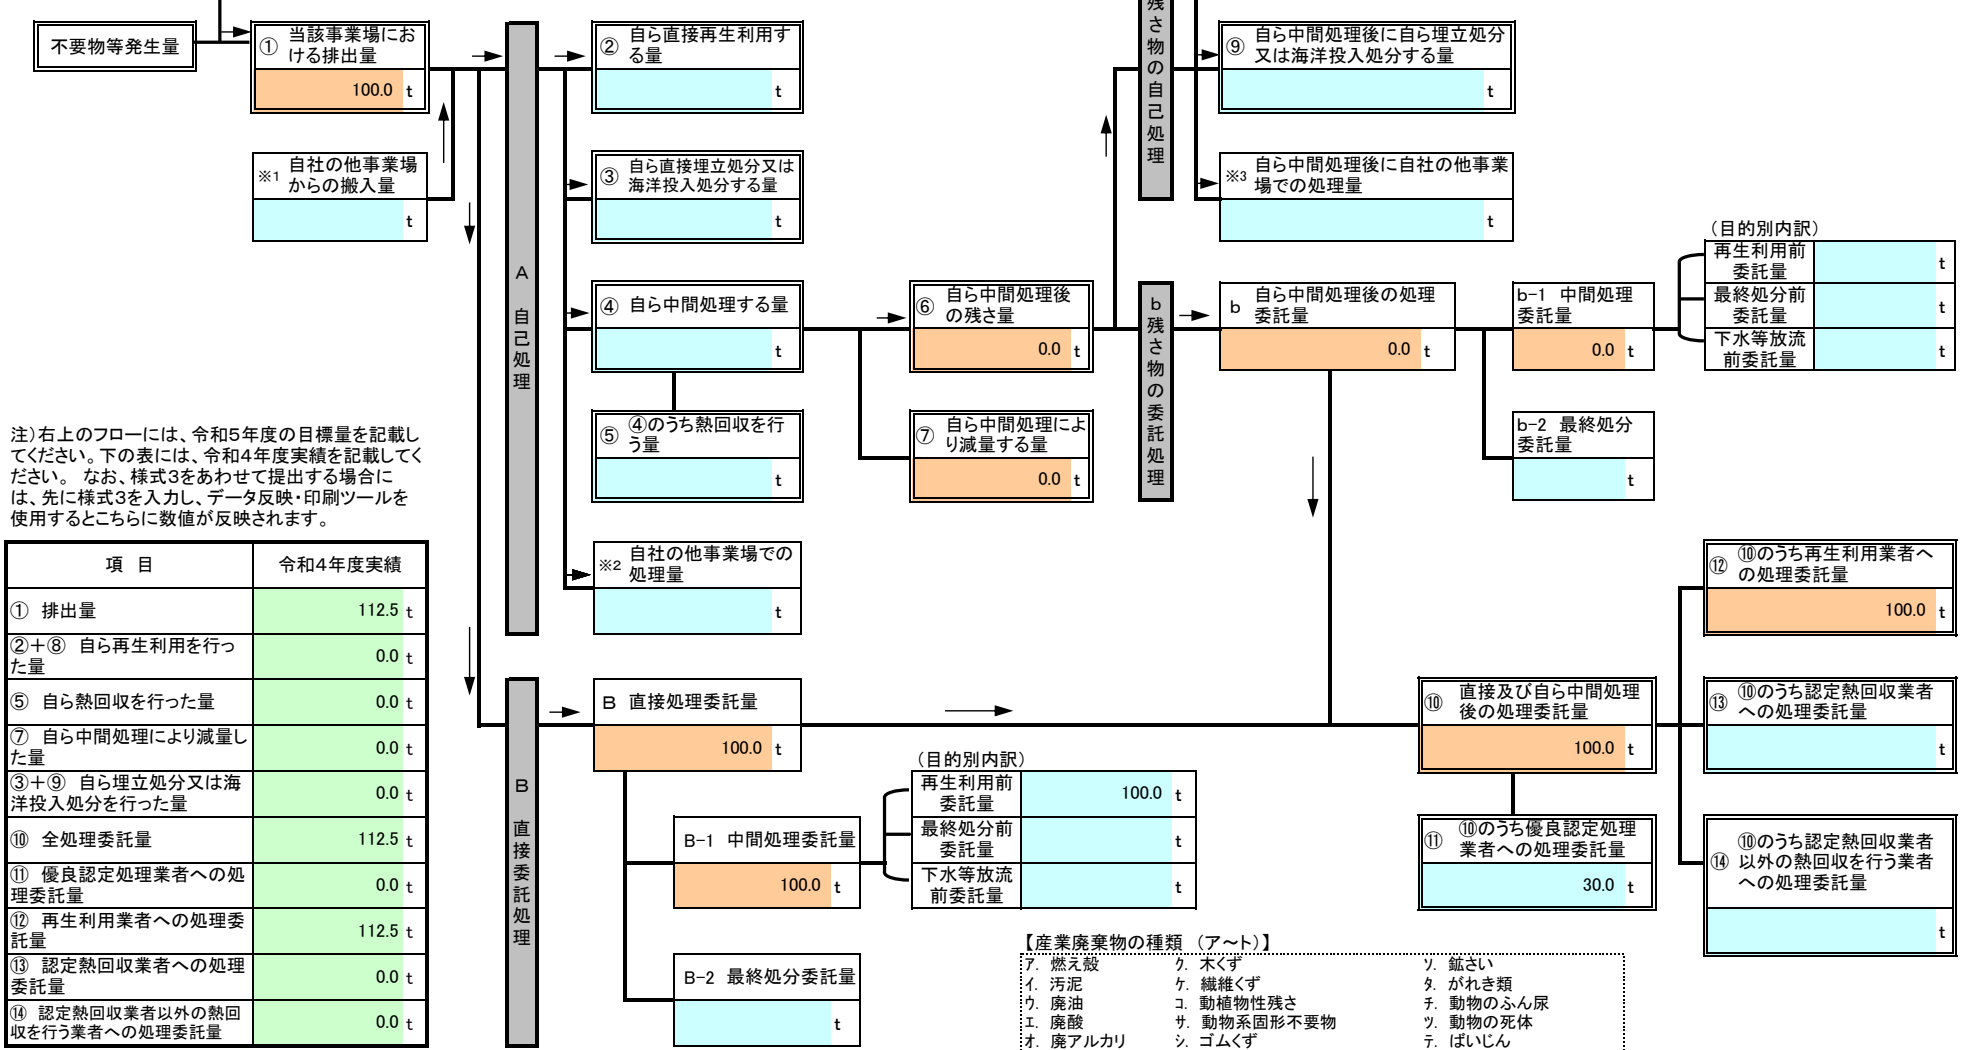 不要物等発生量
① 当該事業場にお
ける排出量
100.0 t
※1 自社の他事業場
からの搬入量
t
A 自己処理
② 自ら直接再生利用す
る量
t
③ 自ら直接埋立処分又は
海洋投入処分する量
t
④ 自ら中間処理する量
t
⑤ ④のうち熱回収を行
う量
t
※2 自社の他事業場での
処理量
t
⑥ 自ら中間処理後
の残さ量
0.0 t
⑦ 自ら中間処理によ
り減量する量
0.0 t
残さ物の自己処理
⑨ 自ら中間処理後に自ら埋立処分
又は海洋投入処分する量
t
※3 自ら中間処理後に自社の他事業
場での処理量
t
b 残さ物の委託処理
b 自ら中間処理後の処理
委託量
0.0 t
b-1 中間処理
委託量
0.0 t
(目的別内訳)
再生利用前
委託量 t
最終処分前
委託量 t
下水等放流
前委託量 t
b-2 最終処分
委託量
t
注)右上のフローには、令和5年度の目標量を記載し
てください。下の表には、令和4年度実績を記載してく
ださい。 なお、様式3をあわせて提出する場合に
は、先に様式3を入力し、データ反映・印刷ツールを
使用するとこちらに数値が反映されます。
項 目 令和4年度実績
① 排出量 112.5 t
②+⑧ 自ら再生利用を行っ
た量 0.0 t
⑤ 自ら熱回収を行った量 0.0 t
⑦ 自ら中間処理により減量し
た量 0.0 t
③+⑨ 自ら埋立処分又は海
洋投入処分を行った量 0.0 t
⑩ 全処理委託量 112.5 t
⑪ 優良認定処理業者への処
理委託量 0.0 t
⑫ 再生利用業者への処理委
託量 112.5 t
⑬ 認定熱回収業者への処理
委託量 0.0 t
⑭ 認定熱回収業者以外の熱回
収を行う業者への処理委託量 0.0 t
B 直接委託処理
B 直接処理委託量
100.0 t
B-1 中間処理委託量
100.0 t
(目的別内訳)
再生利用前
委託量 100.0 t
最終処分前
委託量 t
下水等放流
前委託量 t
B-2 最終処分委託量
t
⑩ 直接及び自ら中間処理
後の処理委託量
100.0 t
⑪ ⑩のうち優良認定処理
業者への処理委託量
30.0 t
⑫ ⑩のうち再生利用業者へ
の処理委託量
100.0 t
⑬ ⑩のうち認定熱回収業者
への処理委託量
t
⑭ ⑩のうち認定熱回収業者
以外の熱回収を行う業者
への処理委託量
t
【産業廃棄物の種類 (ア~ト)】
ア. 燃え殻 ク. 木くず ソ. 鉱さい
イ. 汚泥 ケ. 繊維くず タ. がれき類
ウ. 廃油 コ. 動植物性残さ チ. 動物のふん尿
エ. 廃酸 サ. 動物系固形不要物 ツ. 動物の死体
オ. 廃アルカリ シ. ゴムくず テ. ばいじん